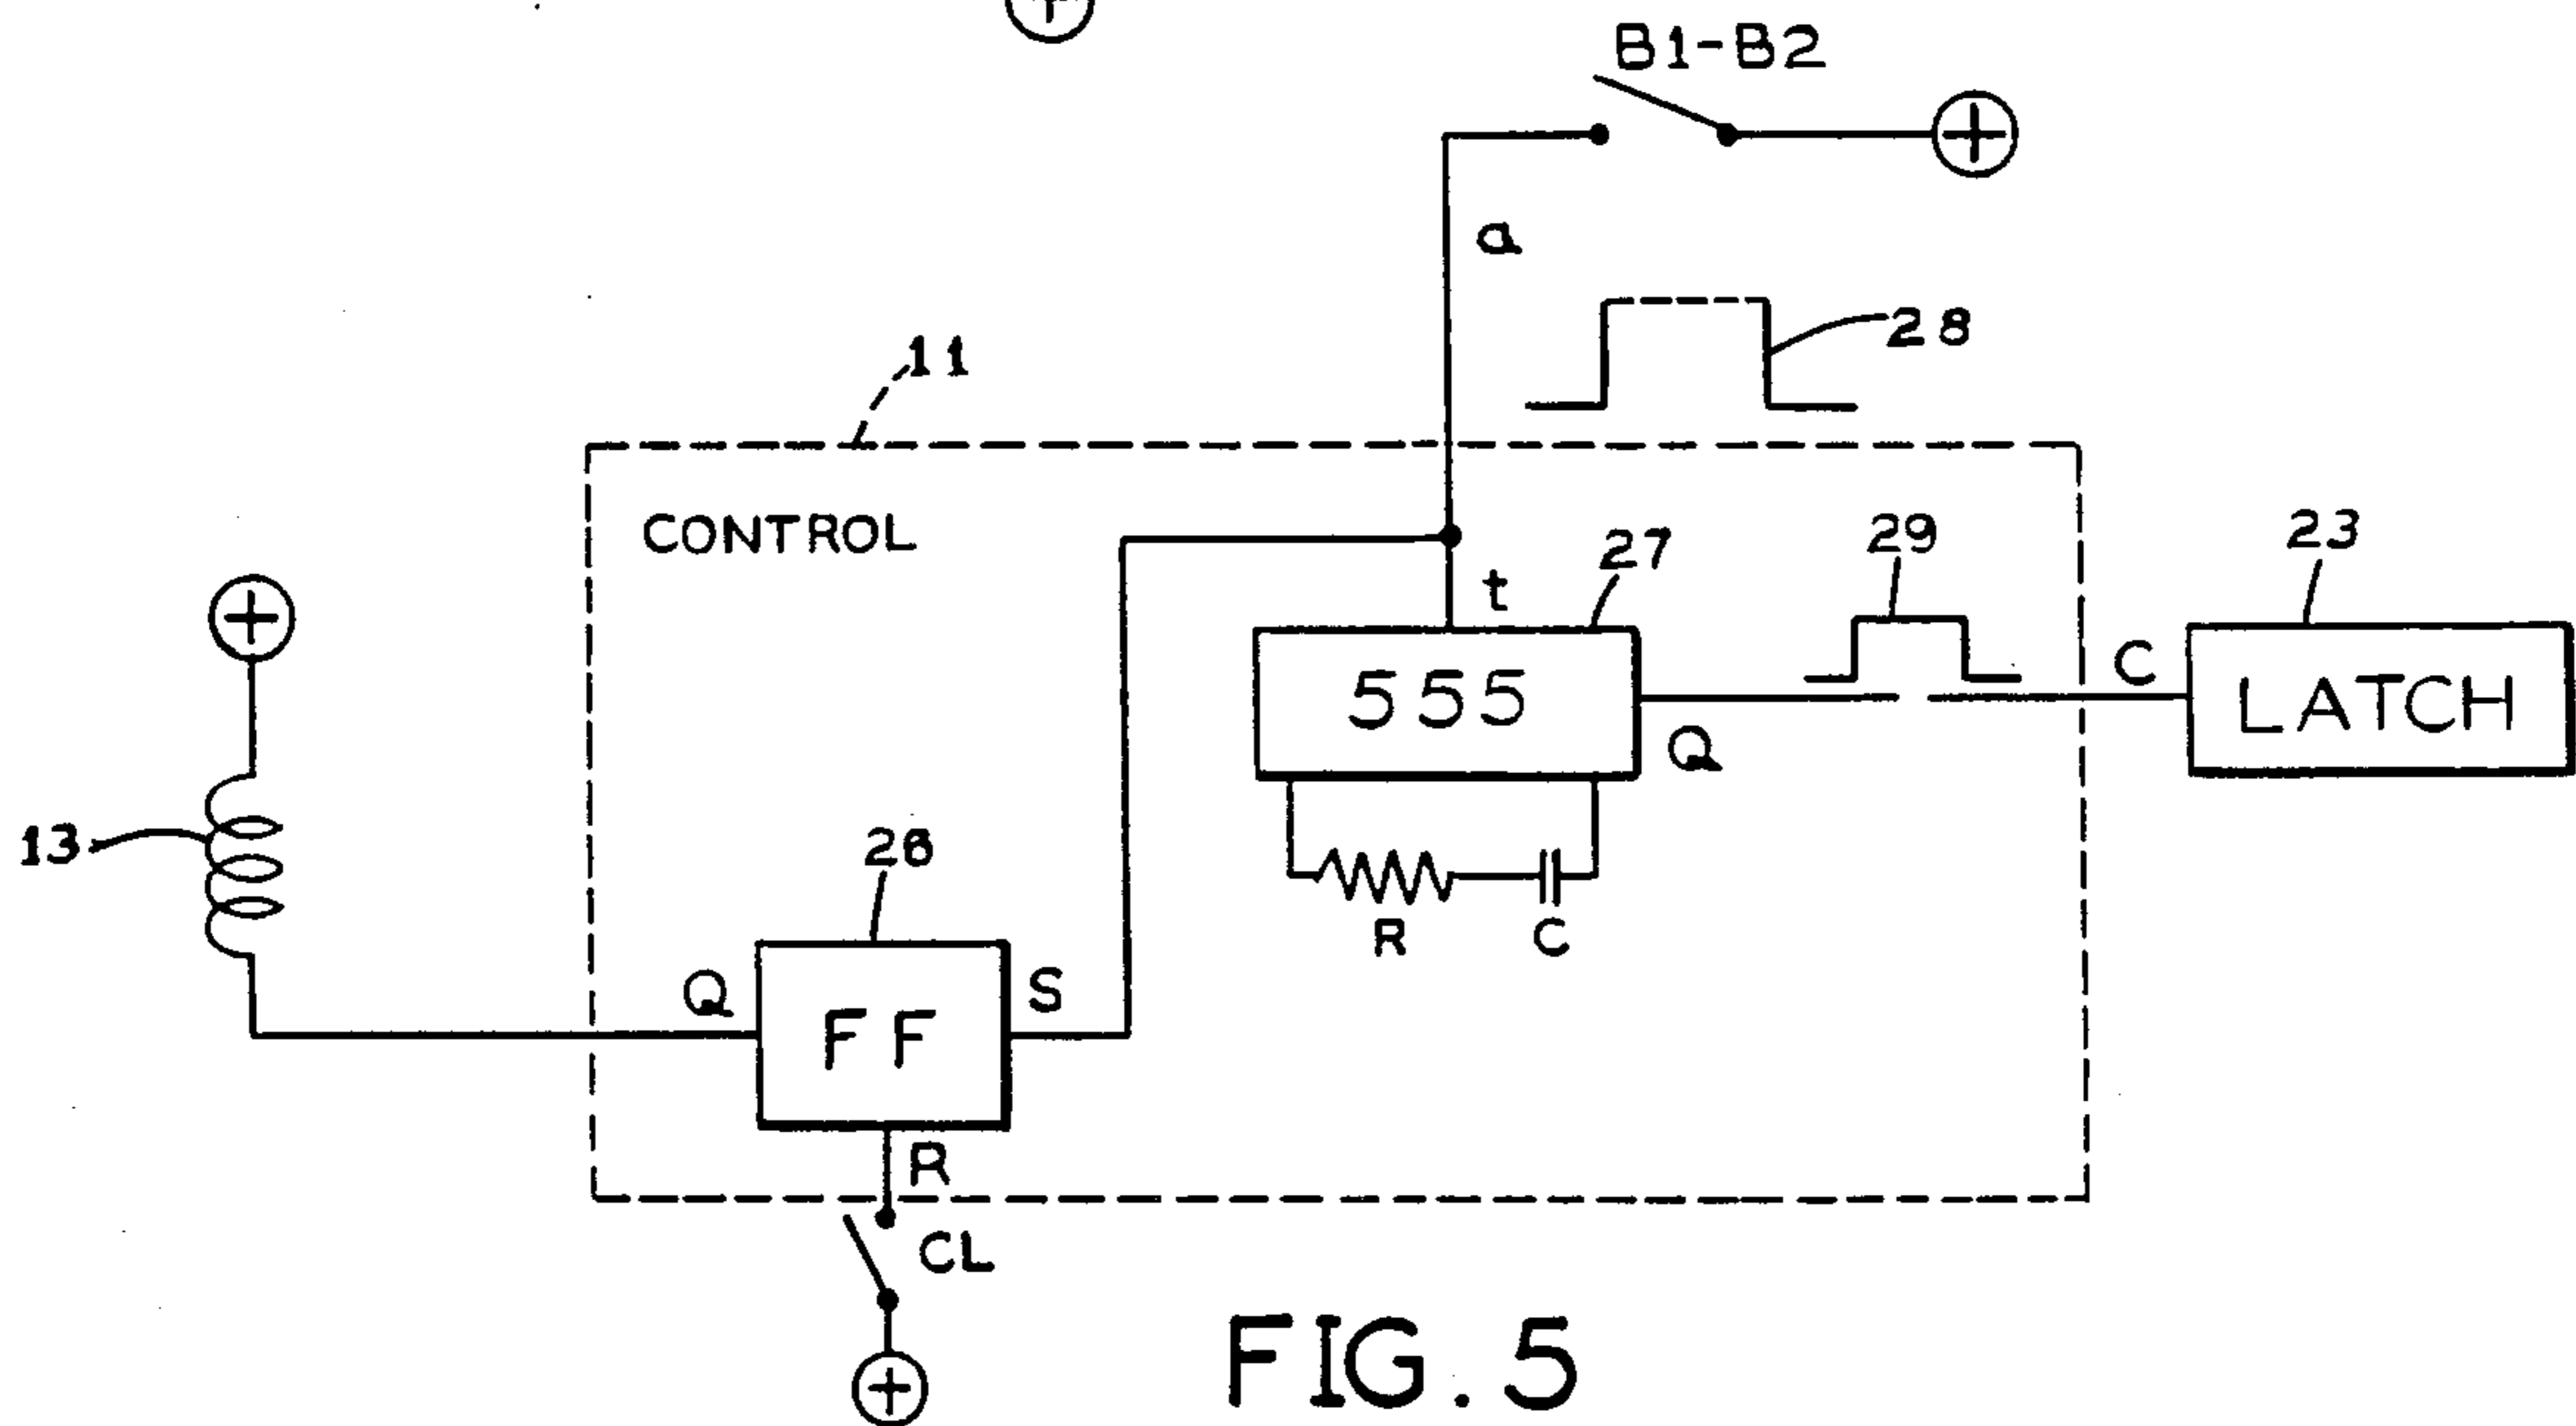 B1-B2
a
28
11
CONTROL
t
27
29
23
555
Q
C
LATCH
13
26
R
C
Q
FF
S
R
CL
FIG. 5